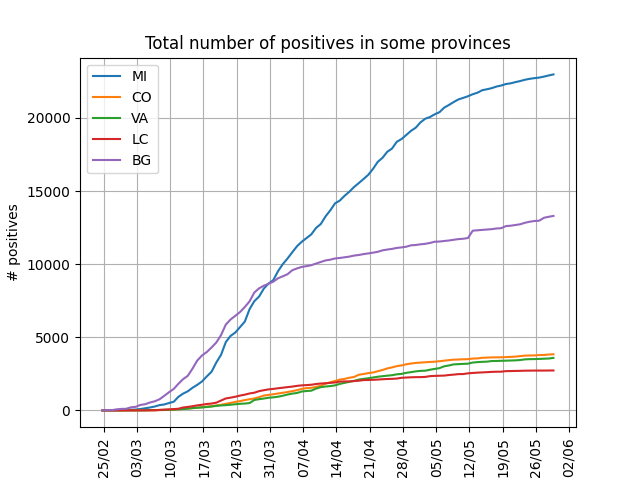 Total number of positives in some provinces
MI
CO
VA
LC
BG
# positives
20000
15000
10000
5000
0
25/02
03/03
10/03
17/03
24/03
31/03
07/04
14/04
21/04
28/04
05/05
12/05
19/05
26/05
02/06